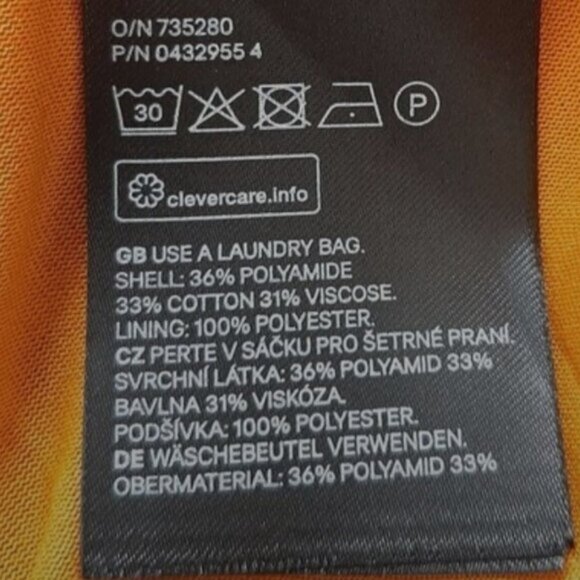 O/N 735280
P/N 0432955 4
30 P
clevercare.info
GB USE A LAUNDRY BAG.
SHELL: 36% POLYAMIDE
33% COTTON 31% VISCOSE.
LINING: 100% POLYESTER.
CZ PERTE V SÁČKU PRO ŠETRNÉ PRANÍ.
SVRCHNÍ LÁTKA: 36% POLYAMID 33%
BAVLNA 31% VISKÓZA.
PODŠÍVKA: 100% POLYESTER.
DE WÄSCHEBEUTEL VERWENDEN.
OBERMATERIAL: 36% POLYAMID 33%